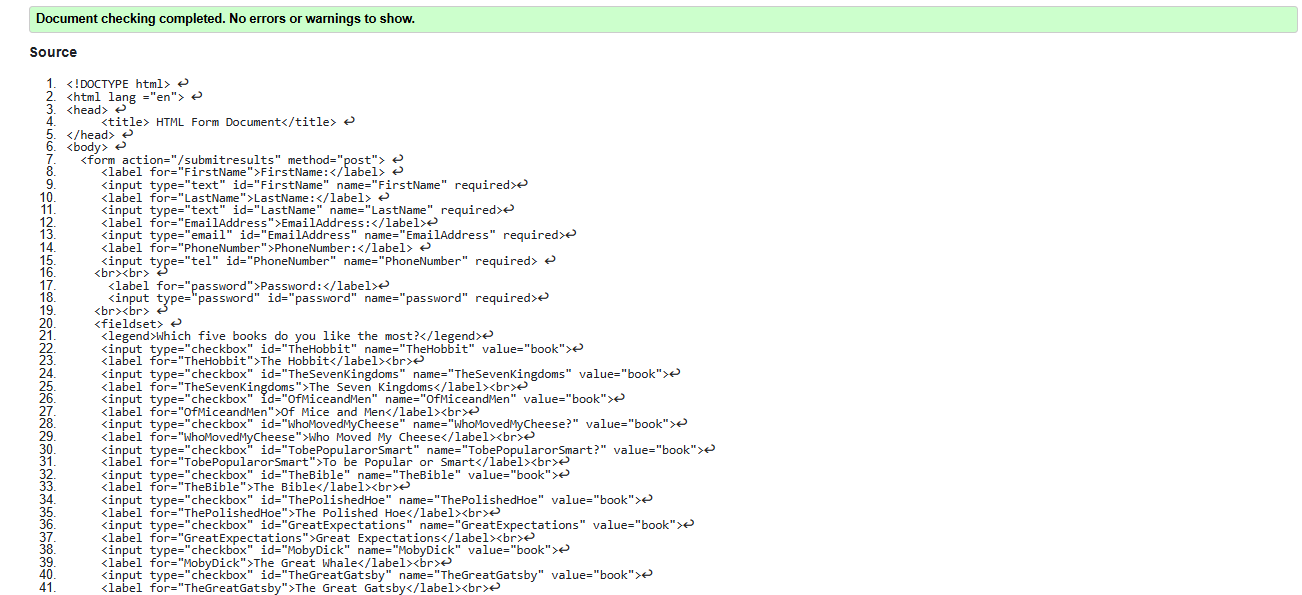 Document checking completed. No errors or warnings to show.
Source
1. <!DOCTYPE html> ↩
2. <html lang ="en"> ↩
3. <head> ↩
4. <title> HTML Form Document</title> ↩
5. </head> ↩
6. <body> ↩
7. <form action="/submitresults" method="post"> ↩
8. <label for="FirstName">FirstName:</label> ↩
9. <input type="text" id="FirstName" name="FirstName" required>↩
10. <label for="LastName">LastName:</label> ↩
11. <input type="text" id="LastName" name="LastName" required>↩
12. <label for="EmailAddress">EmailAddress:</label>↩
13. <input type="email" id="EmailAddress" name="EmailAddress" required>↩
14. <label for="PhoneNumber">PhoneNumber:</label> ↩
15. <input type="tel" id="PhoneNumber" name="PhoneNumber" required> ↩
16. <br><br> ↩
17. <label for="password">Password:</label>↩
18. <input type="password" id="password" name="password" required>↩
19. <br><br> ↩
20. <fieldset> ↩
21. <legend>Which five books do you like the most?</legend>↩
22. <input type="checkbox" id="TheHobbit" name="TheHobbit" value="book">↩
23. <label for="TheHobbit">The Hobbit</label><br>↩
24. <input type="checkbox" id="TheSevenKingdoms" name="TheSevenKingdoms" value="book">↩
25. <label for="TheSevenKingdoms">The Seven Kingdoms</label><br>↩
26. <input type="checkbox" id="OfMiceandMen" name="OfMiceandMen" value="book">↩
27. <label for="OfMiceandMen">Of Mice and Men</label><br>↩
28. <input type="checkbox" id="WhoMovedMyCheese" name="WhoMovedMyCheese?" value="book">↩
29. <label for="WhoMovedMyCheese">Who Moved My Cheese</label><br>↩
30. <input type="checkbox" id="TobePopularorSmart" name="TobePopularorSmart?" value="book">↩
31. <label for="TobePopularorSmart">To be Popular or Smart</label><br>↩
32. <input type="checkbox" id="TheBible" name="TheBible" value="book">↩
33. <label for="TheBible">The Bible</label><br>↩
34. <input type="checkbox" id="ThePolishedHoe" name="ThePolishedHoe" value="book">↩
35. <label for="ThePolishedHoe">The Polished Hoe</label><br>↩
36. <input type="checkbox" id="GreatExpectations" name="GreatExpectations" value="book">↩
37. <label for="GreatExpectations">Great Expectations</label><br>↩
38. <input type="checkbox" id="MobyDick" name="MobyDick" value="book">↩
39. <label for="MobyDick">The Great Whale</label><br>↩
40. <input type="checkbox" id="TheGreatGatsby" name="TheGreatGatsby" value="book">↩
41. <label for="TheGreatGatsby">The Great Gatsby</label><br>↩